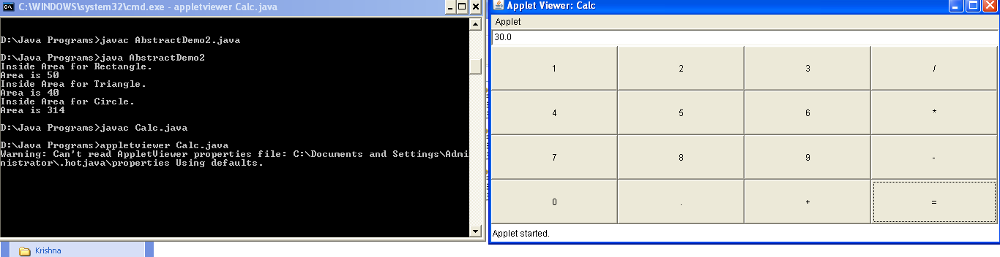 C:\WINDOWS\system32\cmd.exe - appletviewer Calc.java
D:\Java Programs>javac AbstractDemo2.java
D:\Java Programs>java AbstractDemo2
Inside Area for Rectangle.
Area is 50
Inside Area for Triangle.
Area is 40
Inside Area for Circle.
Area is 314
D:\Java Programs>javac Calc.java
D:\Java Programs>appletviewer Calc.java
Warning: Can't read AppletViewer properties file: C:\Documents and Settings\Admi
nistrator\.hotjava\properties Using defaults.
Krishna
Applet Viewer: Calc
Applet
30.0
1 2 3 /
4 5 6 *
7 8 9 -
0 . + =
Applet started.